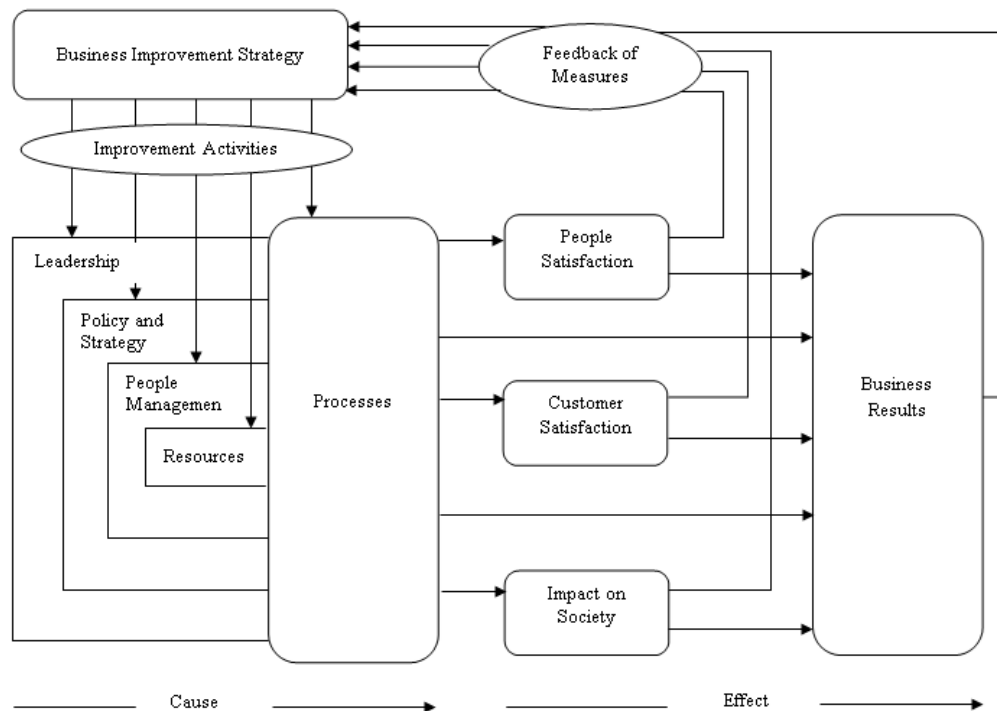 Business Improvement Strategy
Feedback of
Measures
Improvement Activities
Leadership
Policy and
Strategy
People
Managemen
Resources
Processes
People
Satisfaction
Customer
Satisfaction
Impact on
Society
Business
Results
Cause
Effect